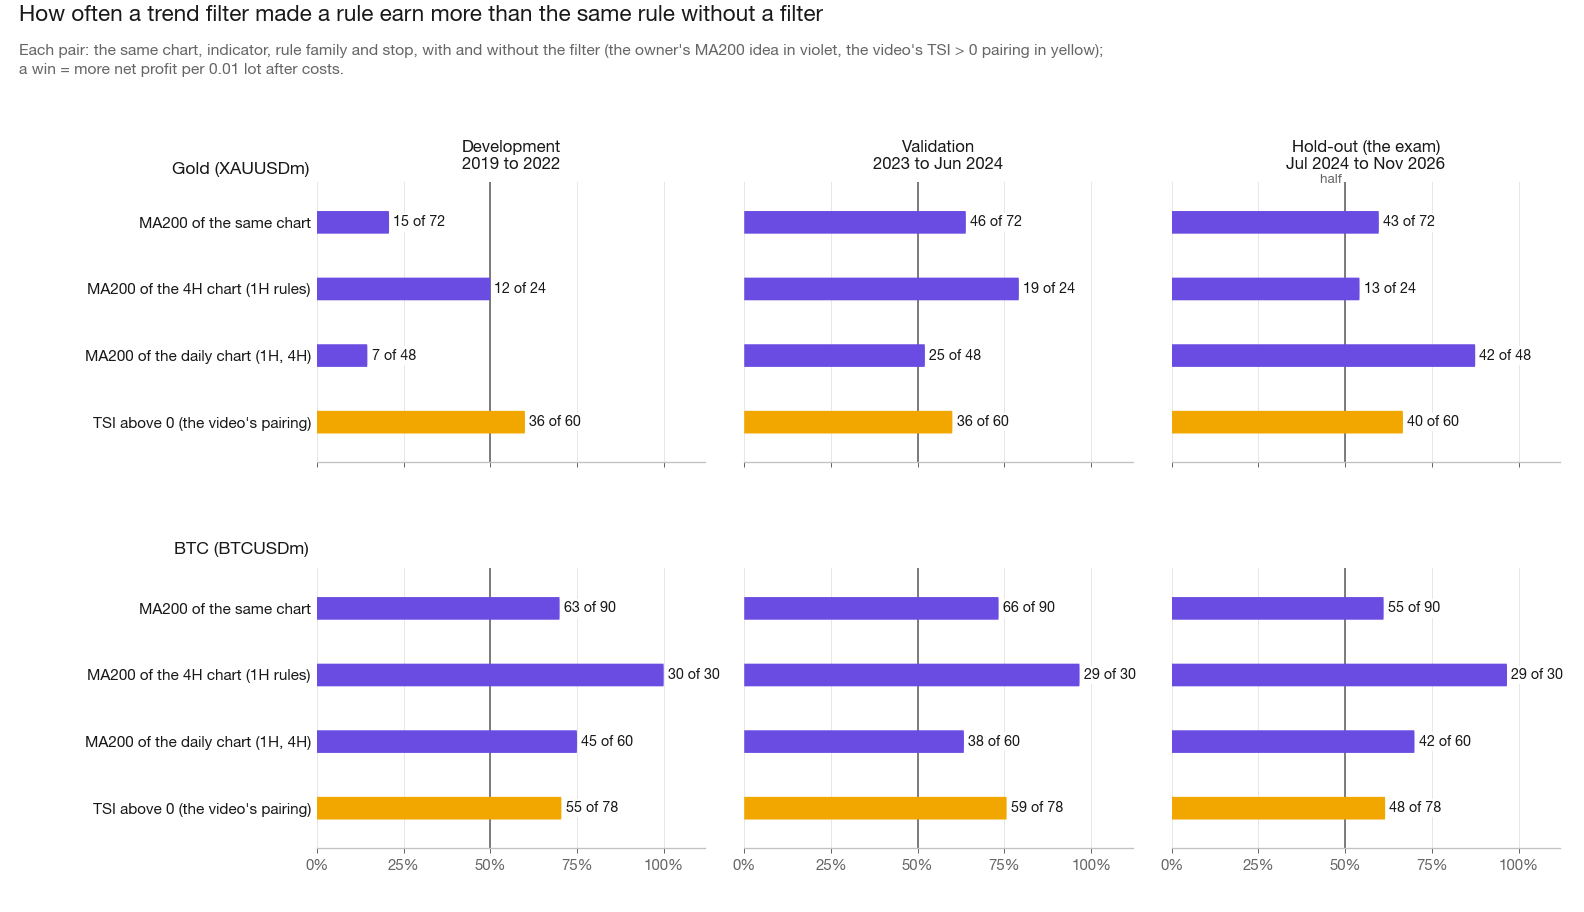 How often a trend filter made a rule earn more than the same rule without a filter
Each pair: the same chart, indicator, rule family and stop, with and without the filter (the owner's MA200 idea in violet, the video's TSI > 0 pairing in yellow);
a win = more net profit per 0.01 lot after costs.
Development
2019 to 2022
Validation
2023 to Jun 2024
Hold-out (the exam)
Jul 2024 to Nov 2026
half
Gold (XAUUSDm)
MA200 of the same chart 15 of 72 46 of 72 43 of 72
MA200 of the 4H chart (1H rules) 12 of 24 19 of 24 13 of 24
MA200 of the daily chart (1H, 4H) 7 of 48 25 of 48 42 of 48
TSI above 0 (the video's pairing) 36 of 60 36 of 60 40 of 60
BTC (BTCUSDm)
MA200 of the same chart 63 of 90 66 of 90 55 of 90
MA200 of the 4H chart (1H rules) 30 of 30 29 of 30 29 of 30
MA200 of the daily chart (1H, 4H) 45 of 60 38 of 60 42 of 60
TSI above 0 (the video's pairing) 55 of 78 59 of 78 48 of 78
0% 25% 50% 75% 100% 0% 25% 50% 75% 100% 0% 25% 50% 75% 100%